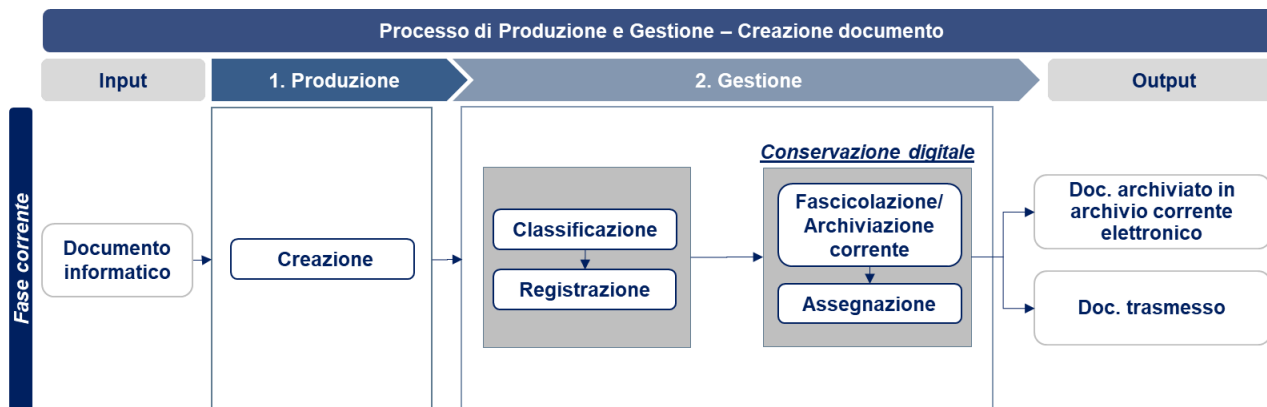 Processo di Produzione e Gestione – Creazione documento
Input
1. Produzione
2. Gestione
Output
Fase corrente
Documento
informatico
Creazione
Classificazione
Registrazione
Conservazione digitale
Fascicolazione/
Archiviazione
corrente
Assegnazione
Doc. archiviato in
archivio corrente
elettronico
Doc. trasmesso